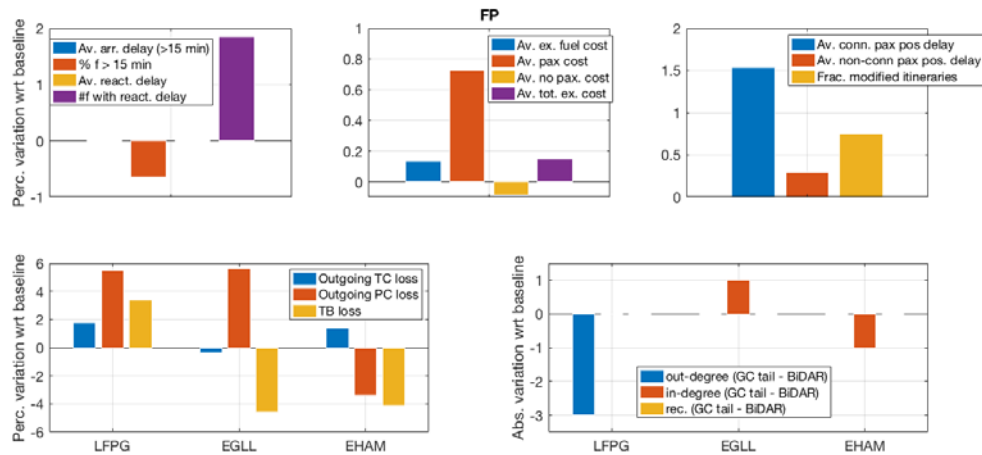 FP
Perc. variation wrt baseline
2
1
0
-1
Av. arr. delay (>15 min)
% f > 15 min
Av. react. delay
#f with react. delay
1
0.8
0.6
0.4
0.2
0
Av. ex. fuel cost
Av. pax cost
Av. no pax. cost
Av. tot. ex. cost
2
1.5
1
0.5
0
Av. conn. pax pos delay
Av. non-conn pax pos. delay
Frac. modified itineraries
Perc. variation wrt baseline
6
4
2
0
-2
-4
-6
Outgoing TC loss
Outgoing PC loss
TB loss
LFPG EGLL EHAM
Abs. variation wrt baseline
1
0
-1
-2
-3
out-degree (GC tail - BiDAR)
in-degree (GC tail - BiDAR)
rec. (GC tail - BiDAR)
LFPG EGLL EHAM